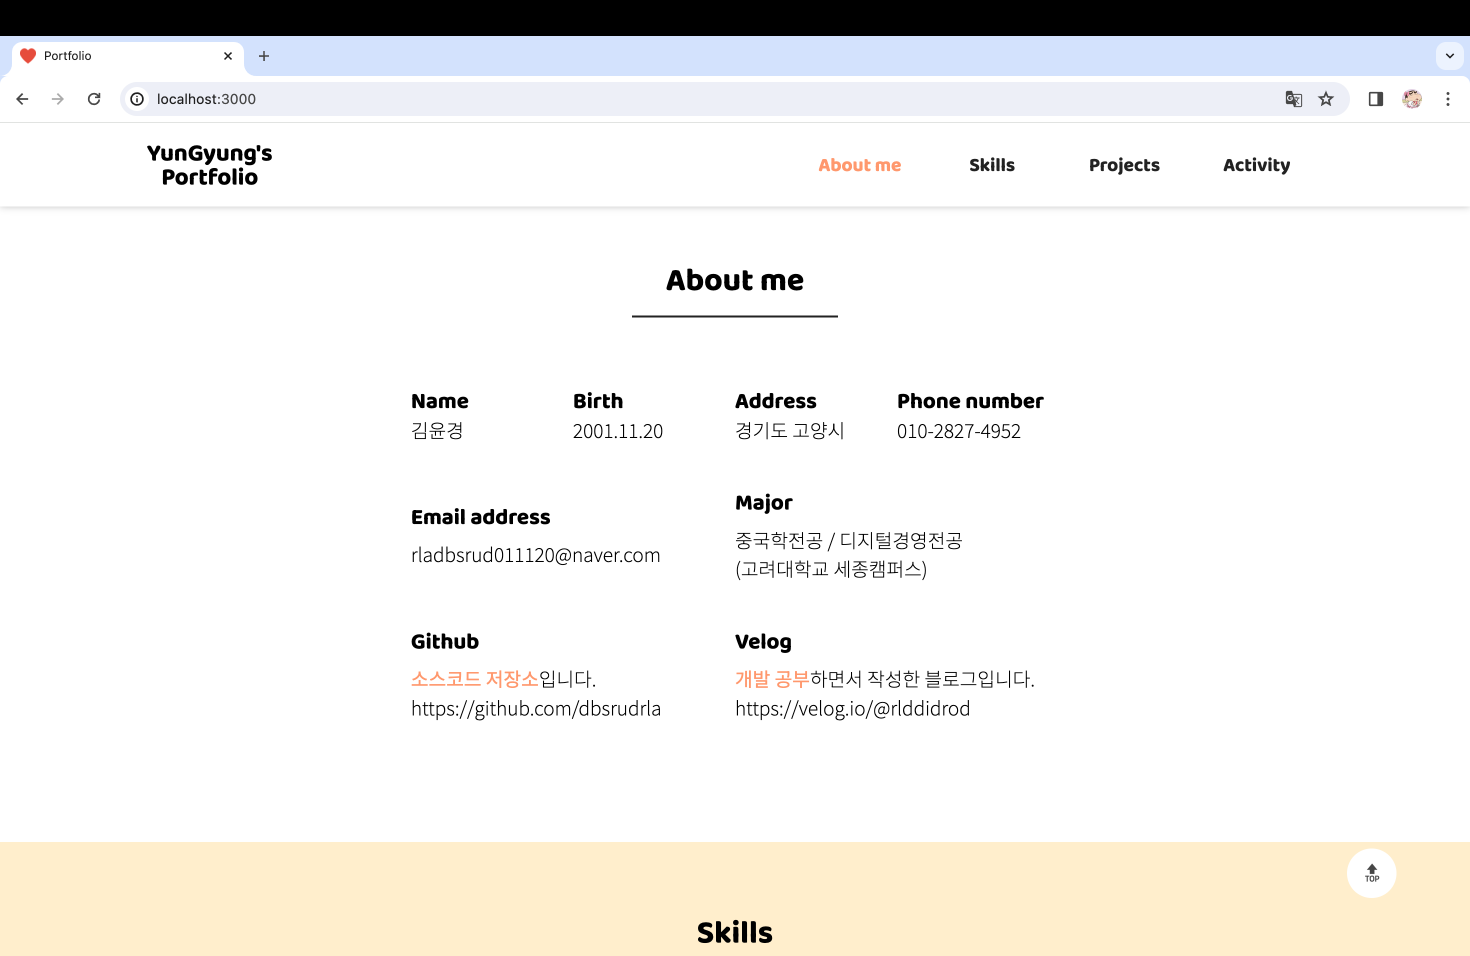 Portfolio
localhost:3000
YunGyung's
Portfolio
About me
Skills
Projects
Activity
About me
Name
김윤경
Birth
2001.11.20
Address
경기도 고양시
Phone number
010-2827-4952
Email address
rladbsrud011120@naver.com
Major
중국학전공 / 디지털경영전공
(고려대학교 세종캠퍼스)
Github
소스코드 저장소입니다.
https://github.com/dbsrudrla
Velog
개발 공부하면서 작성한 블로그입니다.
https://velog.io/@rlddidrod
TOP
Skills